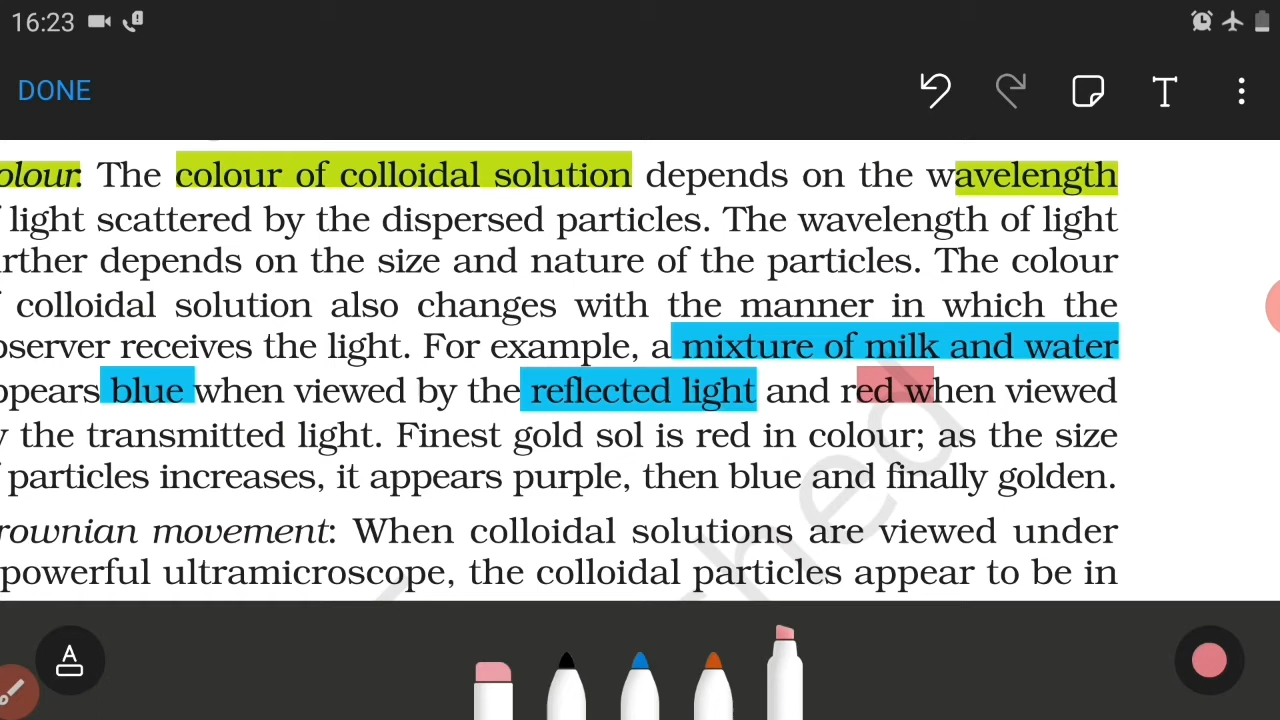 16:23
DONE
T
olour: The colour of colloidal solution depends on the wavelength
f light scattered by the dispersed particles. The wavelength of light
rther depends on the size and nature of the particles. The colour
f colloidal solution also changes with the manner in which the
bserver receives the light. For example, a mixture of milk and water
ppears blue when viewed by the reflected light and red when viewed
y the transmitted light. Finest gold sol is red in colour; as the size
f particles increases, it appears purple, then blue and finally golden.
rownian movement: When colloidal solutions are viewed under
powerful ultramicroscope, the colloidal particles appear to be in
A